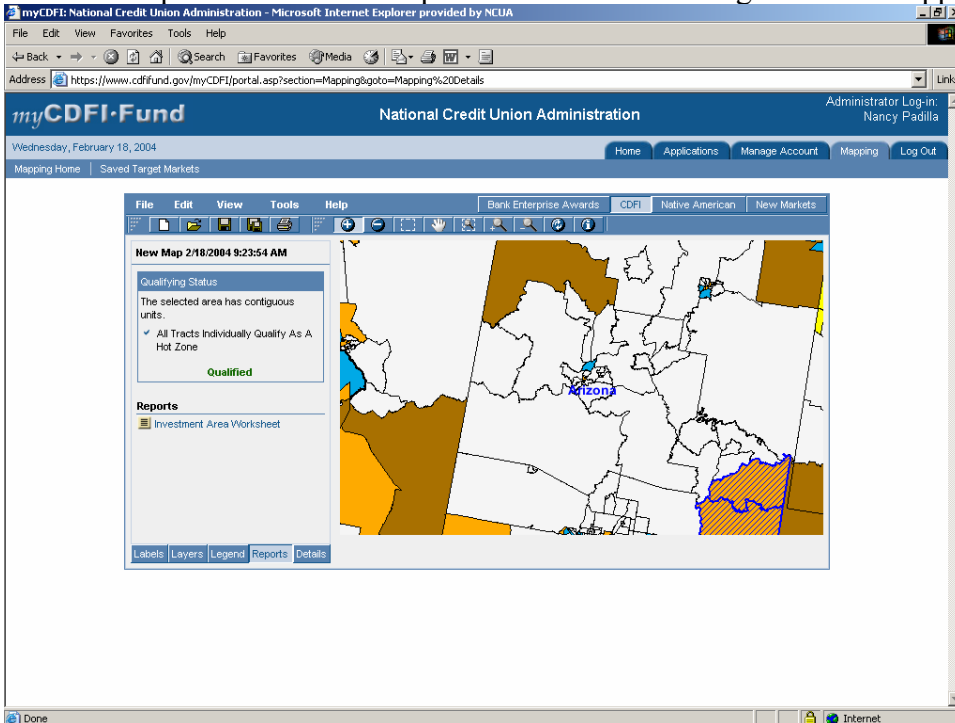 myCDFI: National Credit Union Administration - Microsoft Internet Explorer provided by NCUA
File Edit View Favorites Tools Help
Back Search Favorites Media
Address https://www.cdfifund.gov/myCDFI/portal.asp?section=Mapping&goto=Mapping%20Details Link
myCDFI·Fund National Credit Union Administration Administrator Log-in:
Nancy Padilla
Wednesday, February 18, 2004 Home Applications Manage Account Mapping Log Out
Mapping Home | Saved Target Markets
File Edit View Tools Help Bank Enterprise Awards CDFI Native American New Markets
New Map 2/18/2004 9:23:54 AM
Qualifying Status
The selected area has contiguous
units.
All Tracts Individually Qualify As A
Hot Zone
Qualified
Arizona
Reports
Investment Area Worksheet
Labels Layers Legend Reports Details
Done Internet